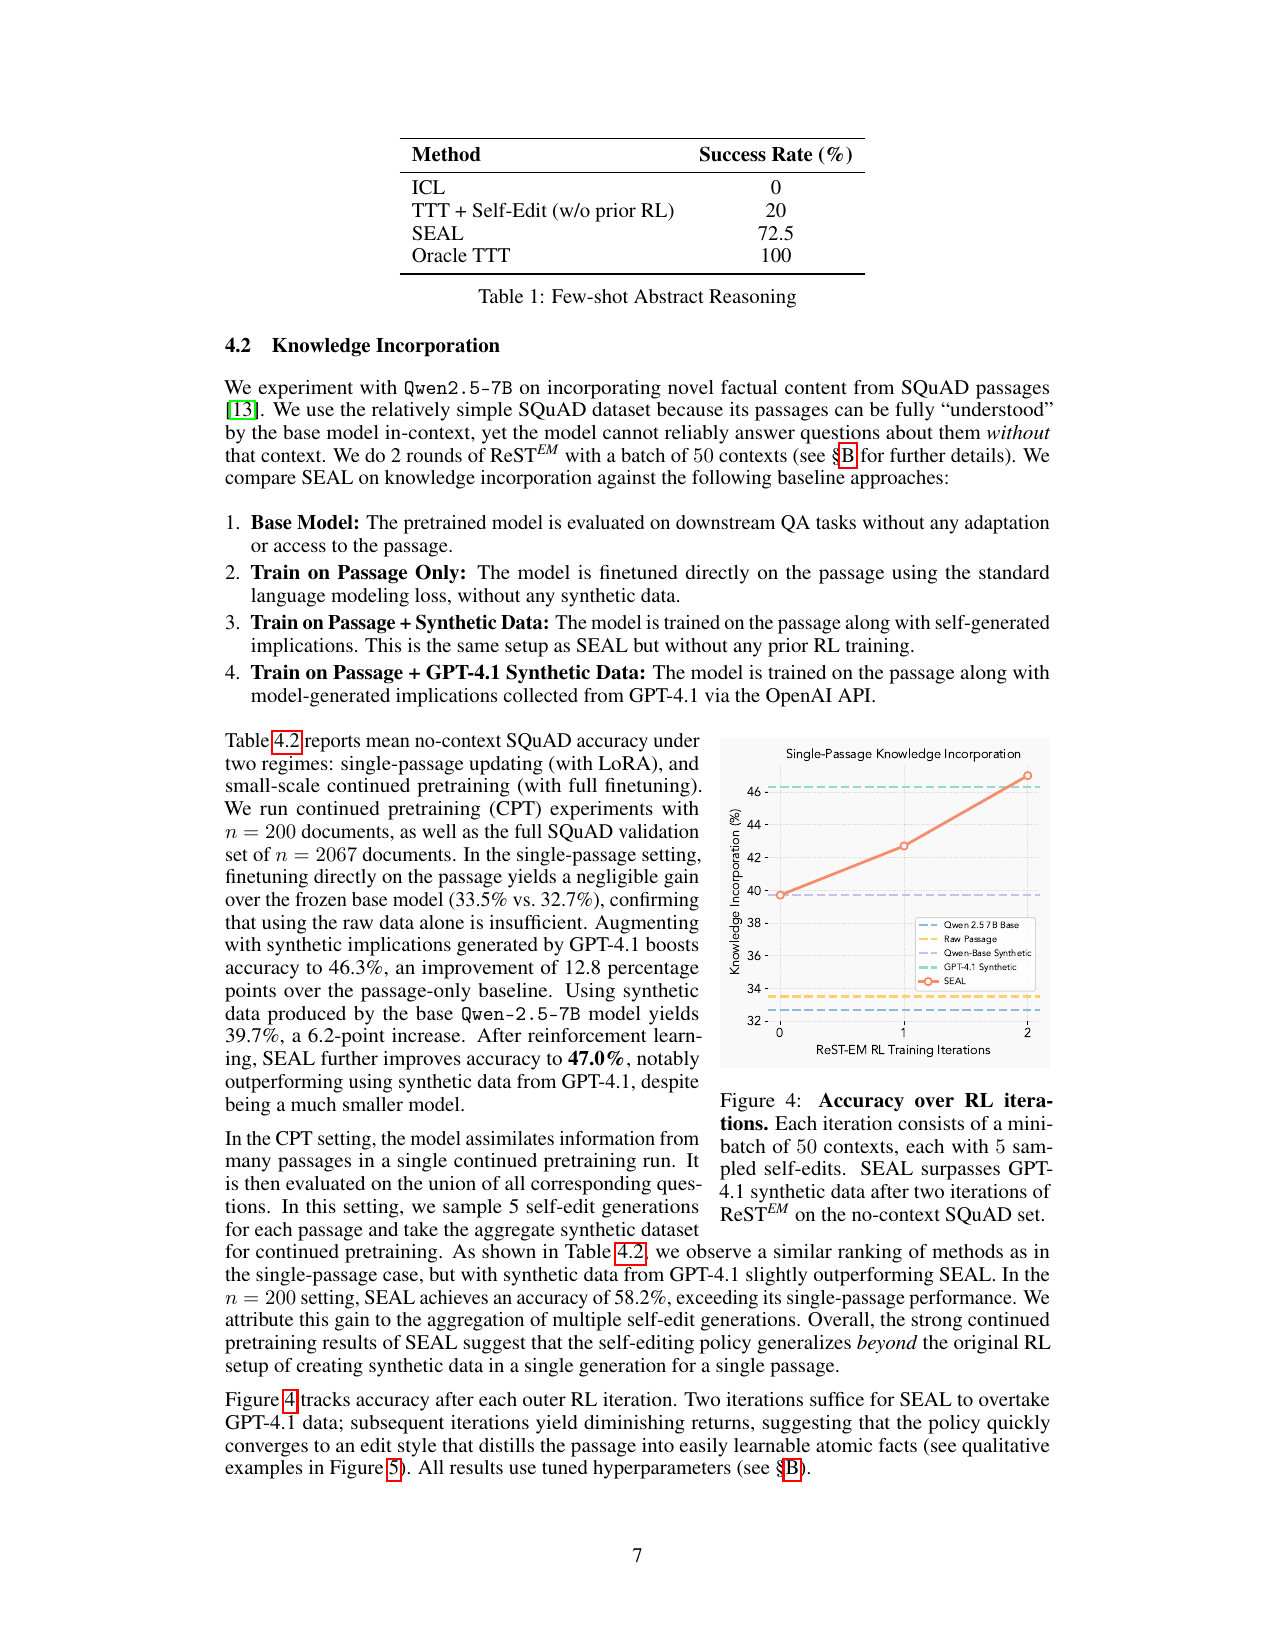 Method Success Rate (%)
ICL 0
TTT + Self-Edit (w/o prior RL) 20
SEAL 72.5
Oracle TTT 100
Table 1: Few-shot Abstract Reasoning
4.2 Knowledge Incorporation
We experiment with Qwen2.5-7B on incorporating novel factual content from SQuAD passages
[13]. We use the relatively simple SQuAD dataset because its passages can be fully “understood”
by the base model in-context, yet the model cannot reliably answer questions about them without
that context. We do 2 rounds of ReST^EM with a batch of 50 contexts (see §B for further details). We
compare SEAL on knowledge incorporation against the following baseline approaches:
1. Base Model: The pretrained model is evaluated on downstream QA tasks without any adaptation
or access to the passage.
2. Train on Passage Only: The model is finetuned directly on the passage using the standard
language modeling loss, without any synthetic data.
3. Train on Passage + Synthetic Data: The model is trained on the passage along with self-generated
implications. This is the same setup as SEAL but without any prior RL training.
4. Train on Passage + GPT-4.1 Synthetic Data: The model is trained on the passage along with
model-generated implications collected from GPT-4.1 via the OpenAI API.
Table 4.2 reports mean no-context SQuAD accuracy under
two regimes: single-passage updating (with LoRA), and
small-scale continued pretraining (with full finetuning).
We run continued pretraining (CPT) experiments with
n = 200 documents, as well as the full SQuAD validation
set of n = 2067 documents. In the single-passage setting,
finetuning directly on the passage yields a negligible gain
over the frozen base model (33.5% vs. 32.7%), confirming
that using the raw data alone is insufficient. Augmenting
with synthetic implications generated by GPT-4.1 boosts
accuracy to 46.3%, an improvement of 12.8 percentage
points over the passage-only baseline. Using synthetic
data produced by the base Qwen-2.5-7B model yields
39.7%, a 6.2-point increase. After reinforcement learn-
ing, SEAL further improves accuracy to 47.0%, notably
outperforming using synthetic data from GPT-4.1, despite
being a much smaller model.
Single-Passage Knowledge Incorporation
Knowledge Incorporation (%)
46
44
42
40
38
36
34
32
Qwen 2.5 7B Base
Raw Passage
Qwen-Base Synthetic
GPT-4.1 Synthetic
SEAL
0 1 2
ReST-EM RL Training Iterations
Figure 4: Accuracy over RL itera-
tions. Each iteration consists of a mini-
batch of 50 contexts, each with 5 sam-
pled self-edits. SEAL surpasses GPT-
4.1 synthetic data after two iterations of
ReST^EM on the no-context SQuAD set.
In the CPT setting, the model assimilates information from
many passages in a single continued pretraining run. It
is then evaluated on the union of all corresponding ques-
tions. In this setting, we sample 5 self-edit generations
for each passage and take the aggregate synthetic dataset
for continued pretraining. As shown in Table 4.2, we observe a similar ranking of methods as in
the single-passage case, but with synthetic data from GPT-4.1 slightly outperforming SEAL. In the
n = 200 setting, SEAL achieves an accuracy of 58.2%, exceeding its single-passage performance. We
attribute this gain to the aggregation of multiple self-edit generations. Overall, the strong continued
pretraining results of SEAL suggest that the self-editing policy generalizes beyond the original RL
setup of creating synthetic data in a single generation for a single passage.
Figure 4 tracks accuracy after each outer RL iteration. Two iterations suffice for SEAL to overtake
GPT-4.1 data; subsequent iterations yield diminishing returns, suggesting that the policy quickly
converges to an edit style that distills the passage into easily learnable atomic facts (see qualitative
examples in Figure 5). All results use tuned hyperparameters (see §B).
7